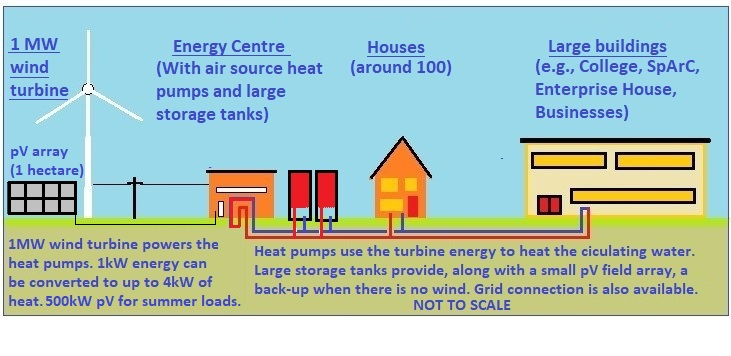 1 MW
wind
turbine
Energy Centre
(With air source heat
pumps and large
storage tanks)
Houses
(around 100)
Large buildings
(e.g., College, SpArC,
Enterprise House,
Businesses)
pV array
(1 hectare)
1MW wind turbine powers the
heat pumps. 1kW energy can
be converted to up to 4kW of
heat. 500kW pV for summer loads.
Heat pumps use the turbine energy to heat the ciculating water.
Large storage tanks provide, along with a small pV field array, a
back-up when there is no wind. Grid connection is also available.
NOT TO SCALE